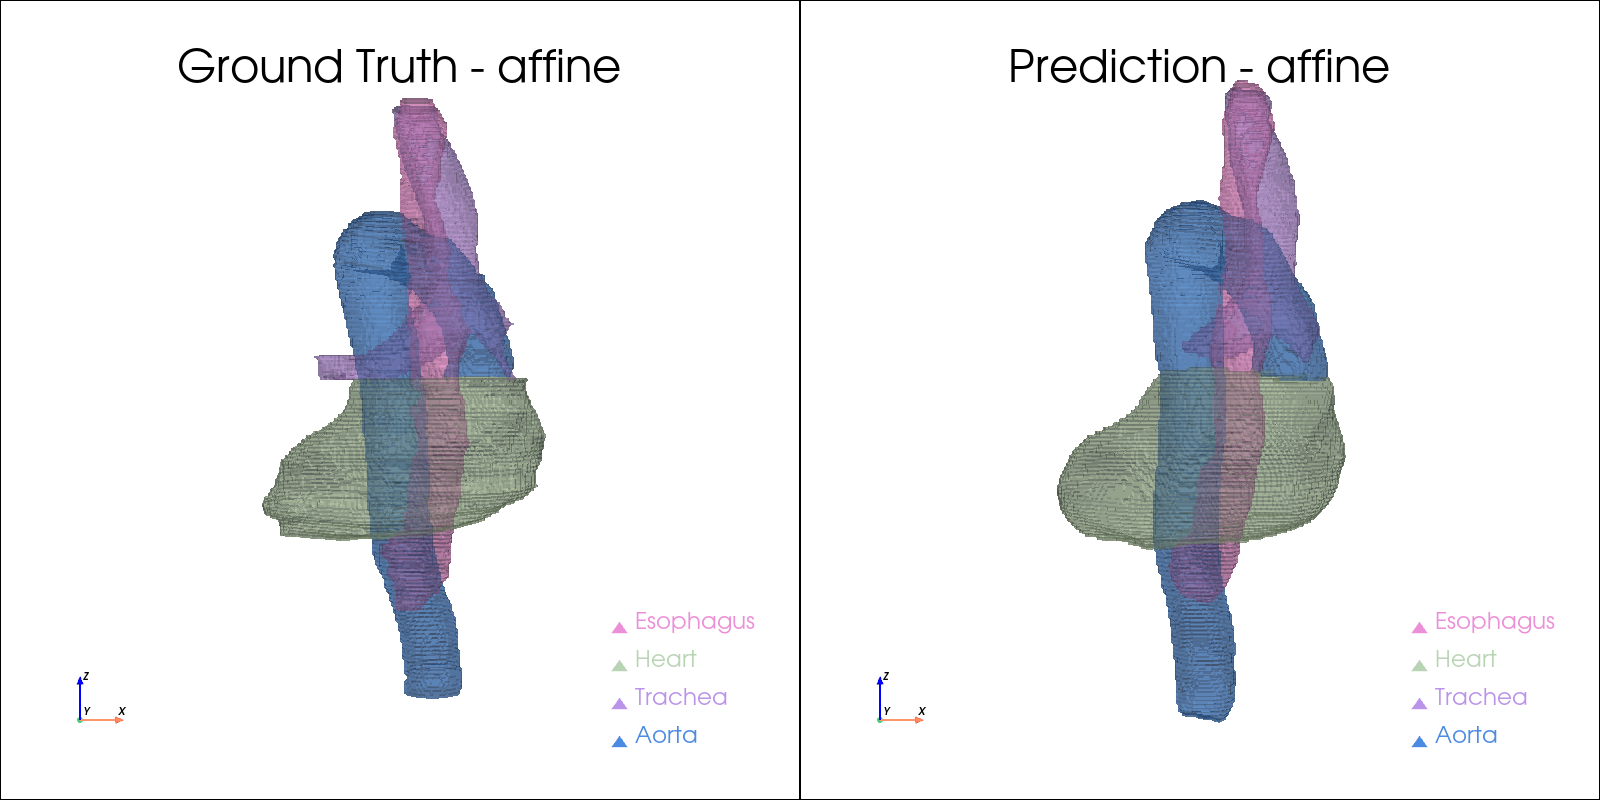 Ground Truth - affine
Esophagus
Heart
Trachea
Aorta
Z
Y X
Prediction - affine
Esophagus
Heart
Trachea
Aorta
Z
Y X